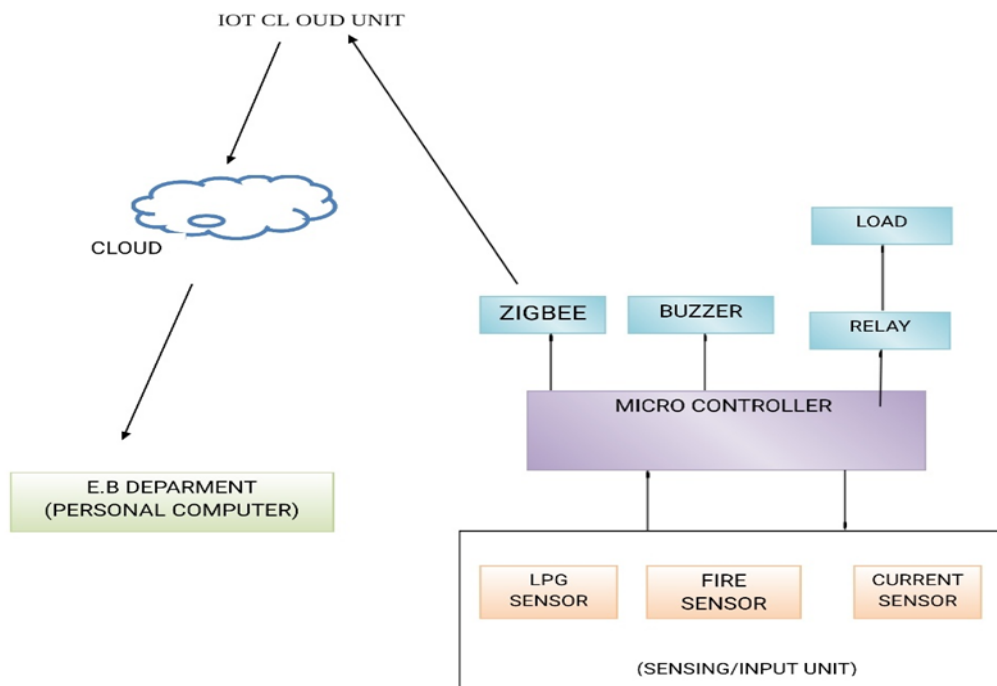 IOT CL OUD UNIT
CLOUD
LOAD
ZIGBEE
BUZZER
RELAY
MICRO CONTROLLER
E.B DEPARMENT
(PERSONAL COMPUTER)
LPG
SENSOR
FIRE
SENSOR
CURRENT
SENSOR
(SENSING/INPUT UNIT)